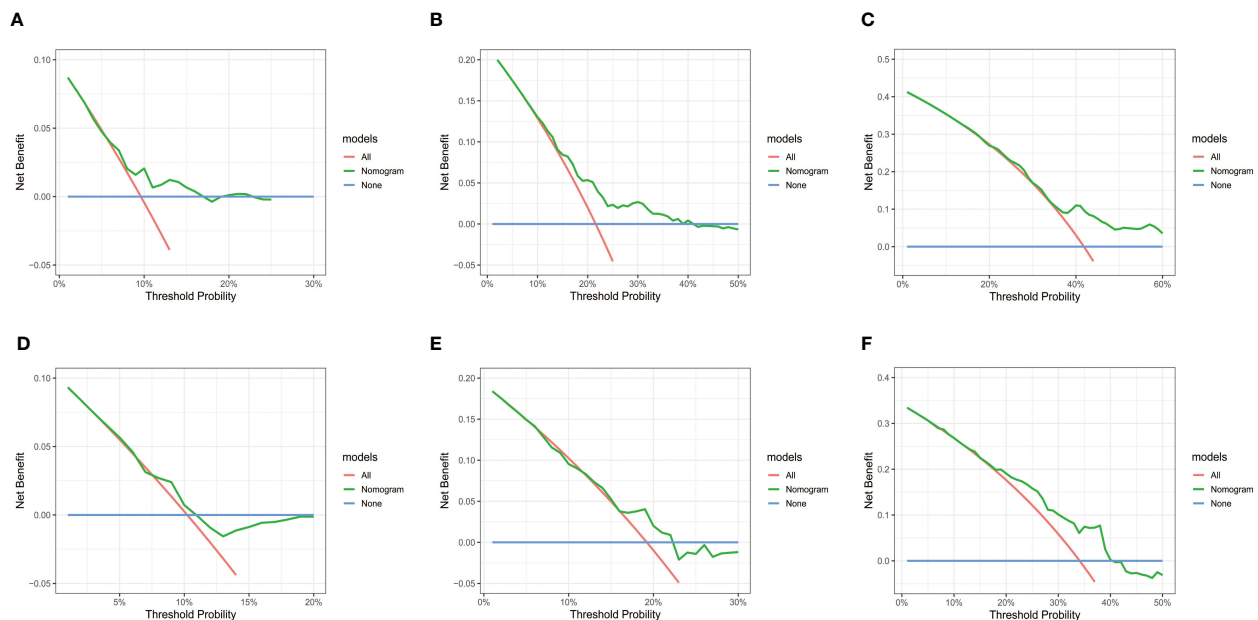 A
0.10
0.05
0.00
−0.05
Net Benefit
0%
10%
20%
30%
Threshold Probility
models
All
Nomogram
None
B
0.20
0.15
0.10
0.05
0.00
−0.05
Net Benefit
0%
10%
20%
30%
40%
50%
Threshold Probility
models
All
Nomogram
None
C
0.5
0.4
0.3
0.2
0.1
0.0
Net Benefit
0%
20%
40%
60%
Threshold Probility
models
All
Nomogram
None
D
0.10
0.05
0.00
−0.05
Net Benefit
5%
10%
15%
20%
Threshold Probility
models
All
Nomogram
None
E
0.20
0.15
0.10
0.05
0.00
−0.05
Net Benefit
0%
10%
20%
30%
Threshold Probility
models
All
Nomogram
None
F
0.4
0.3
0.2
0.1
0.0
Net Benefit
0%
10%
20%
30%
40%
50%
Threshold Probility
models
All
Nomogram
None